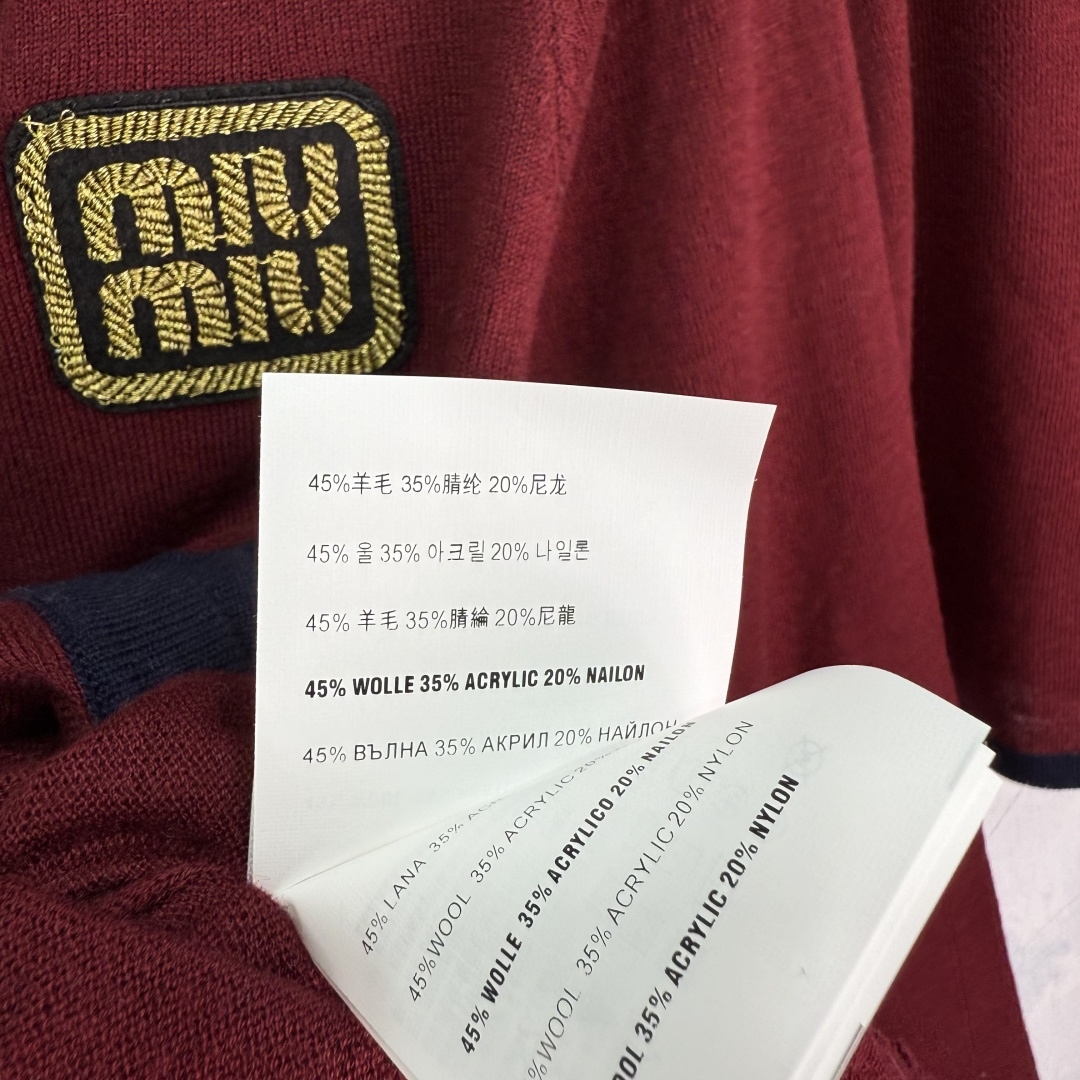 miu
miu
45%羊毛 35%腈纶 20%尼龙
45% 울 35% 아크릴 20% 나일론
45% 羊毛 35%腈綸 20%尼龍
45% WOLLE 35% ACRYLIC 20% NAILON
45% ВЪЛНА 35% АКРИЛ 20% НАЙЛОН
45% LANA 35%
45%WOOL 35% ACRYLIC 20%
45% WOLLE 35% ACRYLICO 20% NAILON
%WOOL 35% ACRYLIC 20% NYLON
OOL 35% ACRYLIC 20% NYLON